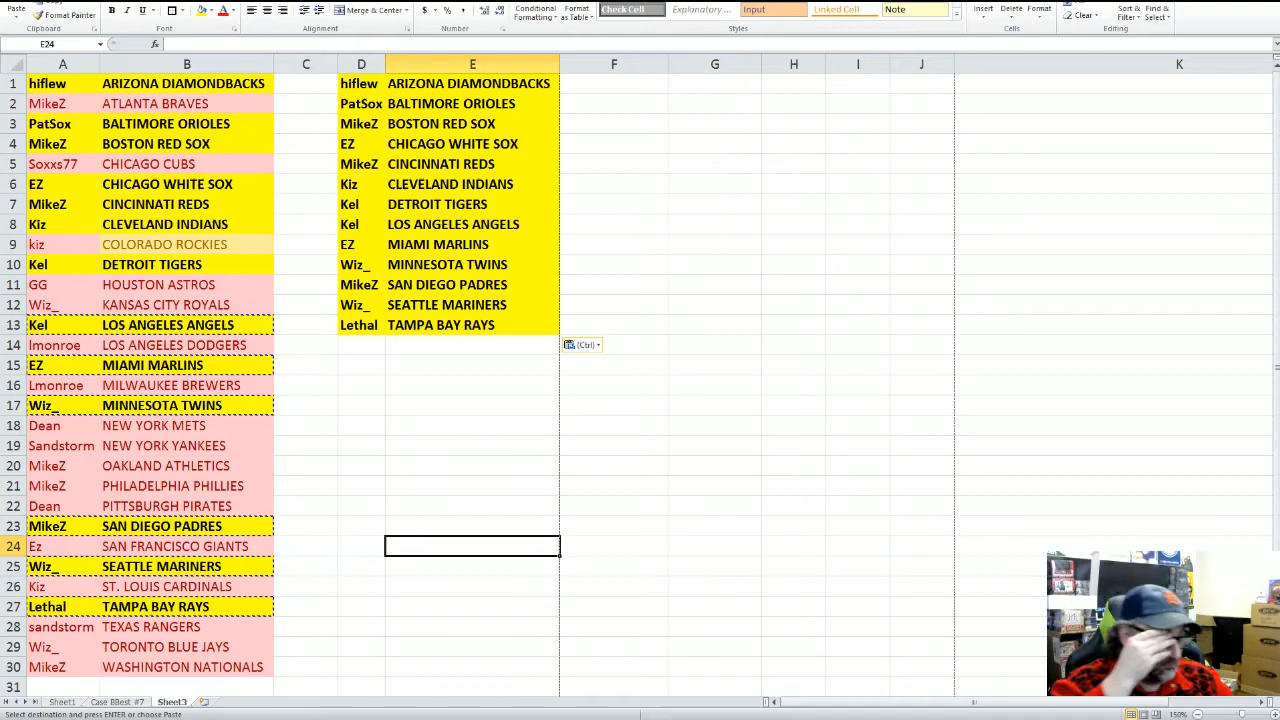 Paste
Format Painter
B I U
A
Merge & Center
$ % ,
Conditional Formatting
Format as Table
Check Cell
Explanatory ...
Input
Linked Cell
Note
Insert
Delete
Format
Clear
Sort & Filter
Find & Select
Clipboard
Font
Alignment
Number
Styles
Cells
Editing
E24
fx
A B C D E F G H I J K
1 hiflew ARIZONA DIAMONDBACKS hiflew ARIZONA DIAMONDBACKS
2 MikeZ ATLANTA BRAVES PatSox BALTIMORE ORIOLES
3 PatSox BALTIMORE ORIOLES MikeZ BOSTON RED SOX
4 MikeZ BOSTON RED SOX EZ CHICAGO WHITE SOX
5 Soxxs77 CHICAGO CUBS MikeZ CINCINNATI REDS
6 EZ CHICAGO WHITE SOX Kiz CLEVELAND INDIANS
7 MikeZ CINCINNATI REDS Kel DETROIT TIGERS
8 Kiz CLEVELAND INDIANS Kel LOS ANGELES ANGELS
9 kiz COLORADO ROCKIES EZ MIAMI MARLINS
10 Kel DETROIT TIGERS Wiz_ MINNESOTA TWINS
11 GG HOUSTON ASTROS MikeZ SAN DIEGO PADRES
12 Wiz_ KANSAS CITY ROYALS Wiz_ SEATTLE MARINERS
13 Kel LOS ANGELES ANGELS Lethal TAMPA BAY RAYS
14 lmonroe LOS ANGELES DODGERS (Ctrl)
15 EZ MIAMI MARLINS
16 Lmonroe MILWAUKEE BREWERS
17 Wiz_ MINNESOTA TWINS
18 Dean NEW YORK METS
19 Sandstorm NEW YORK YANKEES
20 MikeZ OAKLAND ATHLETICS
21 MikeZ PHILADELPHIA PHILLIES
22 Dean PITTSBURGH PIRATES
23 MikeZ SAN DIEGO PADRES
24 Ez SAN FRANCISCO GIANTS
25 Wiz_ SEATTLE MARINERS
26 Kiz ST. LOUIS CARDINALS
27 Lethal TAMPA BAY RAYS
28 sandstorm TEXAS RANGERS
29 Wiz_ TORONTO BLUE JAYS
30 MikeZ WASHINGTON NATIONALS
31
Sheet1 Case BBest #7 Sheet3
Select destination and press ENTER or choose Paste
150%